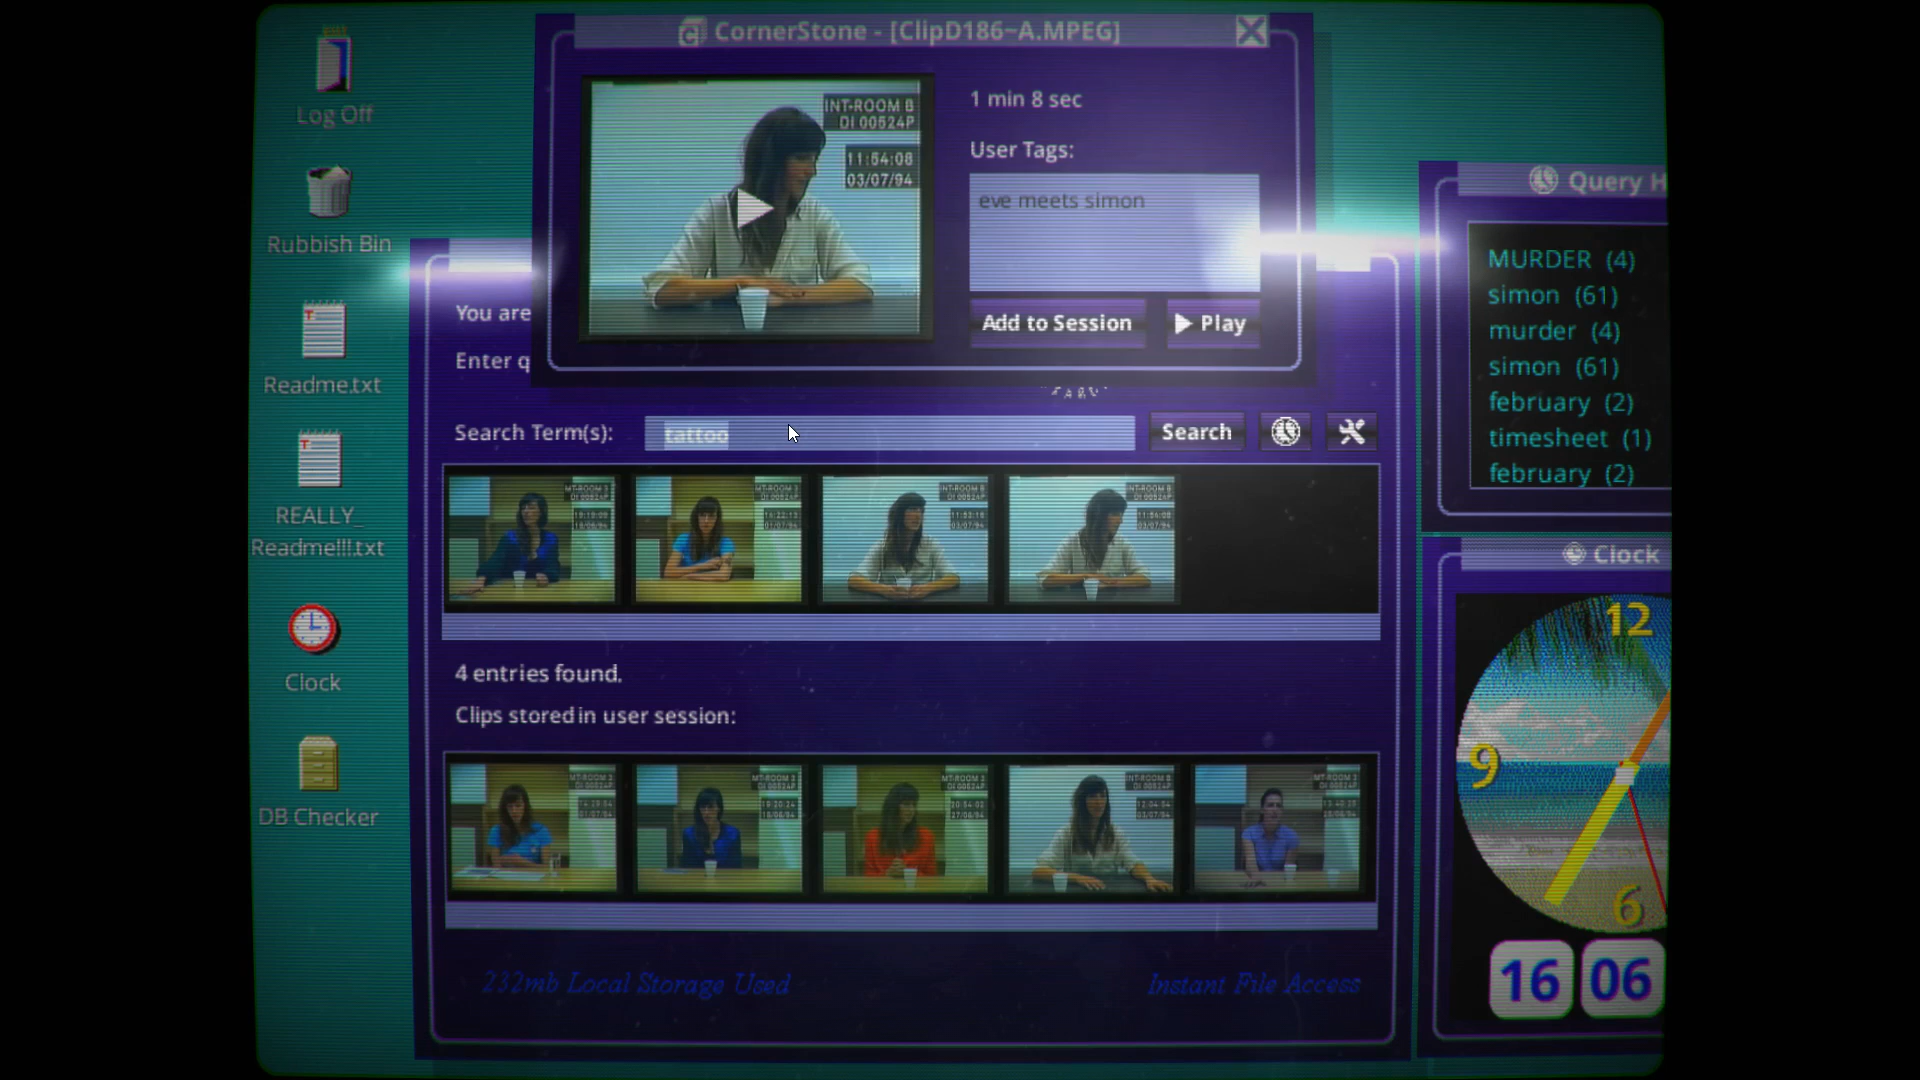 CornerStone - [ClipD186~A.MPEG]
INT-ROOM B
DI 00524P
11:54:08
03/07/94
1 min 8 sec
User Tags:
eve meets simon
Add to Session
Play
Log Off
Rubbish Bin
Readme.txt
REALLY_
Readme!!!.txt
Clock
DB Checker
You are
Enter q
Search Term(s):
tattoo
Search
4 entries found.
Clips stored in user session:
232mb Local Storage Used
Instant File Access
Query H
MURDER (4)
simon (61)
murder (4)
simon (61)
february (2)
timesheet (1)
february (2)
Clock
12
9
6
16
06